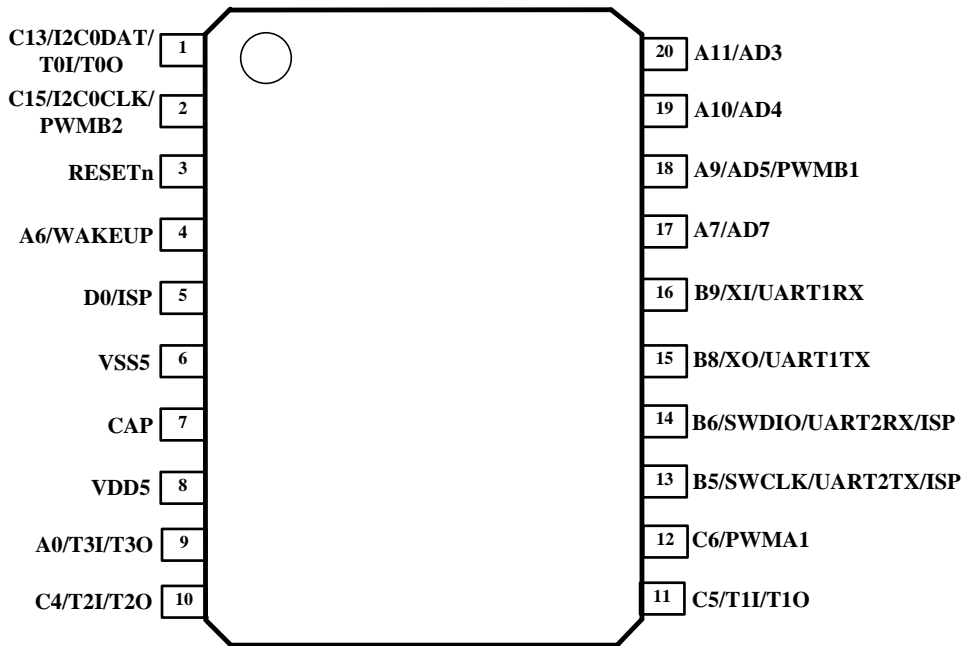 C13/I2C0DAT/
T0I/T0O
1
C15/I2C0CLK/
PWMB2
2
RESETn 3
A6/WAKEUP 4
D0/ISP 5
VSS5 6
CAP 7
VDD5 8
A0/T3I/T3O 9
C4/T2I/T2O 10
20 A11/AD3
19 A10/AD4
18 A9/AD5/PWMB1
17 A7/AD7
16 B9/XI/UART1RX
15 B8/XO/UART1TX
14 B6/SWDIO/UART2RX/ISP
13 B5/SWCLK/UART2TX/ISP
12 C6/PWMA1
11 C5/T1I/T1O